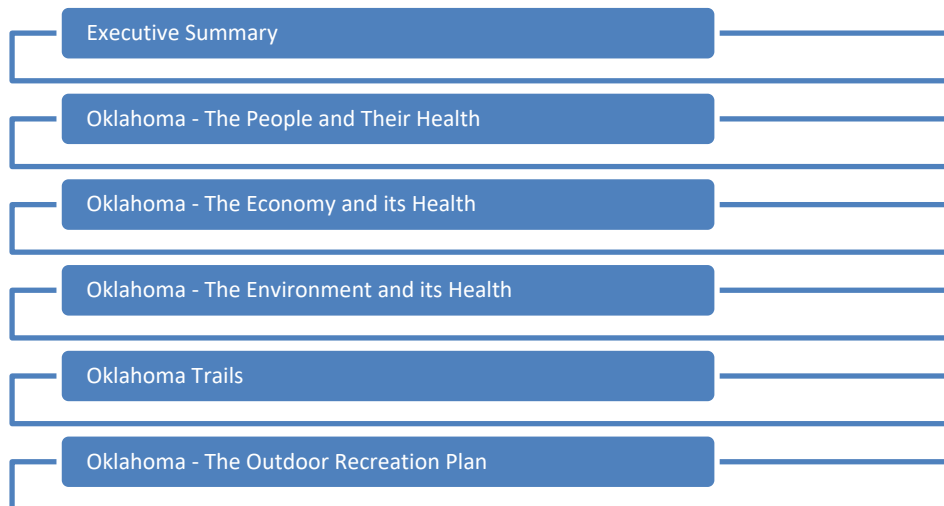 Executive Summary
Oklahoma - The People and Their Health
Oklahoma - The Economy and its Health
Oklahoma - The Environment and its Health
Oklahoma Trails
Oklahoma - The Outdoor Recreation Plan